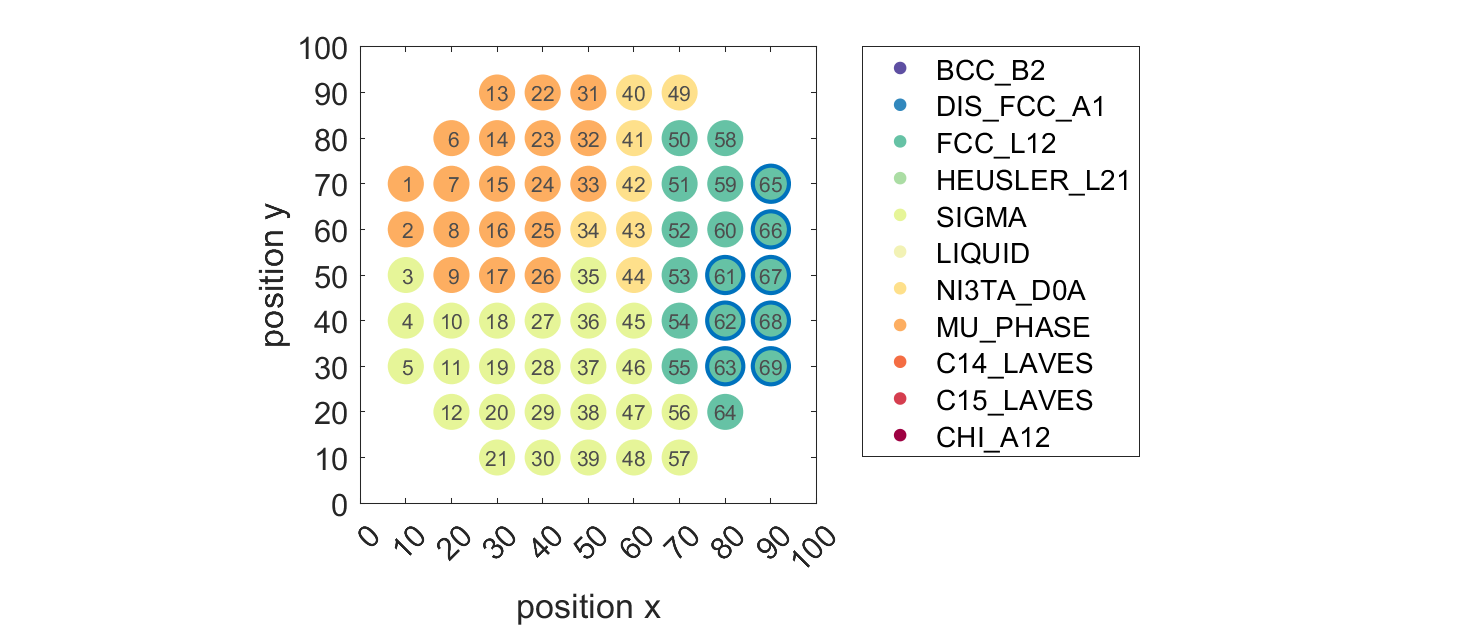 100
90
80
70
60
50
40
30
20
10
0
position y
13 22 31 40 49
6 14 23 32 41 50 58
1 7 15 24 33 42 51 59 65
2 8 16 25 34 43 52 60 66
3 9 17 26 35 44 53 61 67
4 10 18 27 36 45 54 62 68
5 11 19 28 37 46 55 63 69
12 20 29 38 47 56 64
21 30 39 48 57
0 10 20 30 40 50 60 70 80 90 100
position x
BCC_B2
DIS_FCC_A1
FCC_L12
HEUSLER_L21
SIGMA
LIQUID
NI3TA_D0A
MU_PHASE
C14_LAVES
C15_LAVES
CHI_A12